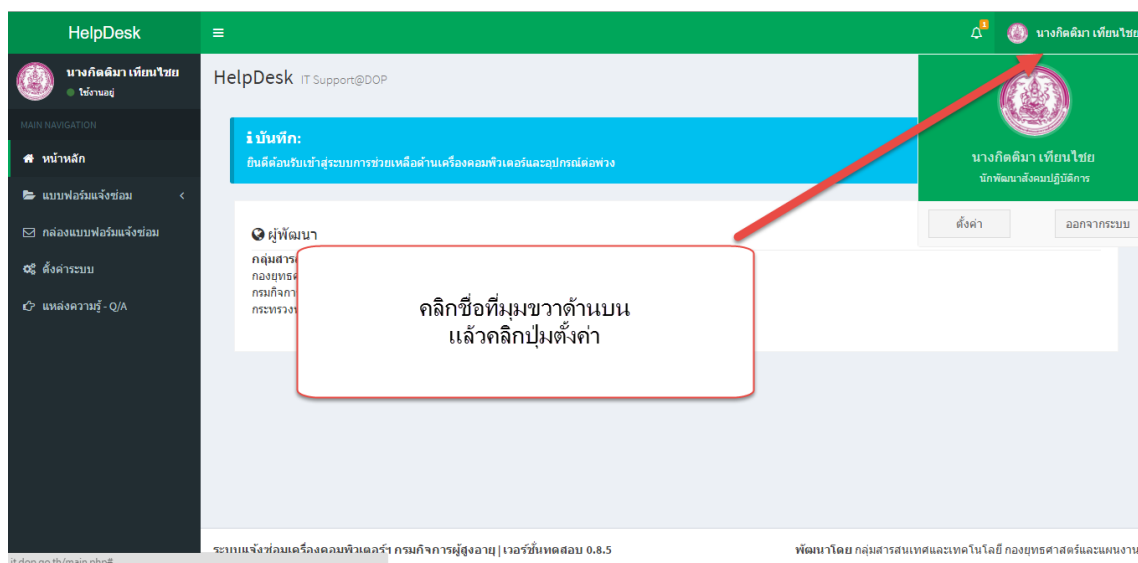 HelpDesk
นางกิตติมา เทียนไชย
1
นางกิตติมา เทียนไชย
ใช้งานอยู่
HelpDesk IT Support@DOP
MAIN NAVIGATION
หน้าหลัก
แบบฟอร์มแจ้งซ่อม
กล่องแบบฟอร์มแจ้งซ่อม
ตั้งค่าระบบ
แหล่งความรู้ - Q/A
บันทึก:
ยินดีต้อนรับเข้าสู่ระบบการช่วยเหลือด้านเครื่องคอมพิวเตอร์และอุปกรณ์ต่อพ่วง
นางกิตติมา เทียนไชย
นักพัฒนาสังคมปฏิบัติการ
ตั้งค่า
ออกจากระบบ
ผู้พัฒนา
คลิกชื่อที่มุมขวาด้านบน
แล้วคลิกปุ่มตั้งค่า
ระบบแจ้งซ่อมเครื่องคอมพิวเตอร์ฯ กรมกิจการผู้สูงอายุ | เวอร์ชั่นทดสอบ 0.8.5
พัฒนาโดย กลุ่มสารสนเทศและเทคโนโลยี กองยุทธศาสตร์และแผนงาน
it.dop.go.th/main.php#